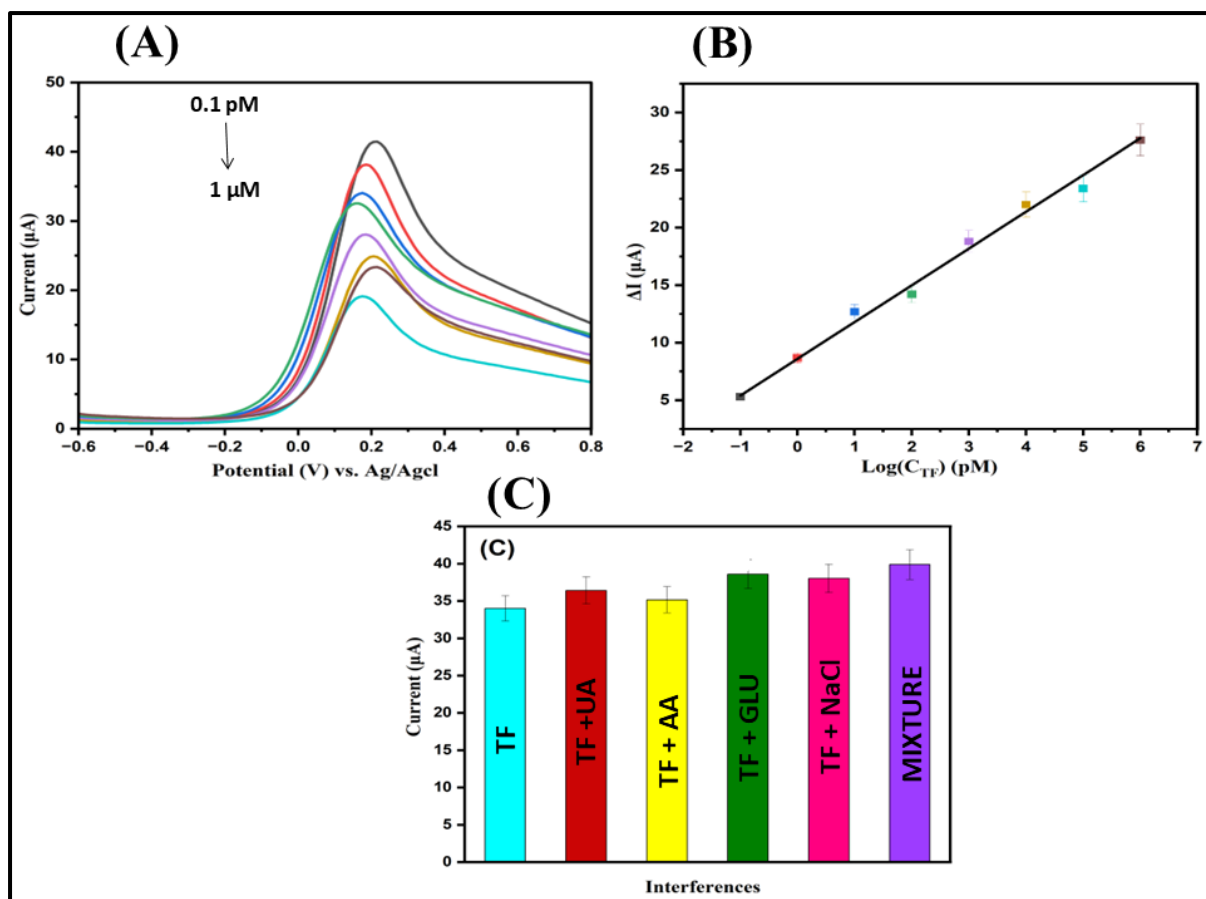 (A)
50
40
30
20
10
0
Current (µA)
0.1 pM
1 µM
−0.6 −0.4 −0.2 0.0 0.2 0.4 0.6 0.8
Potential (V) vs. Ag/Agcl
(B)
30
25
20
15
10
5
ΔI (µA)
−2 −1 0 1 2 3 4 5 6 7
Log(C_TF) (pM)
(C)
(C)
45
40
35
30
25
20
15
10
5
0
Current (µA)
TF
TF +UA
TF + AA
TF + GLU
TF + NaCl
MIXTURE
Interferences